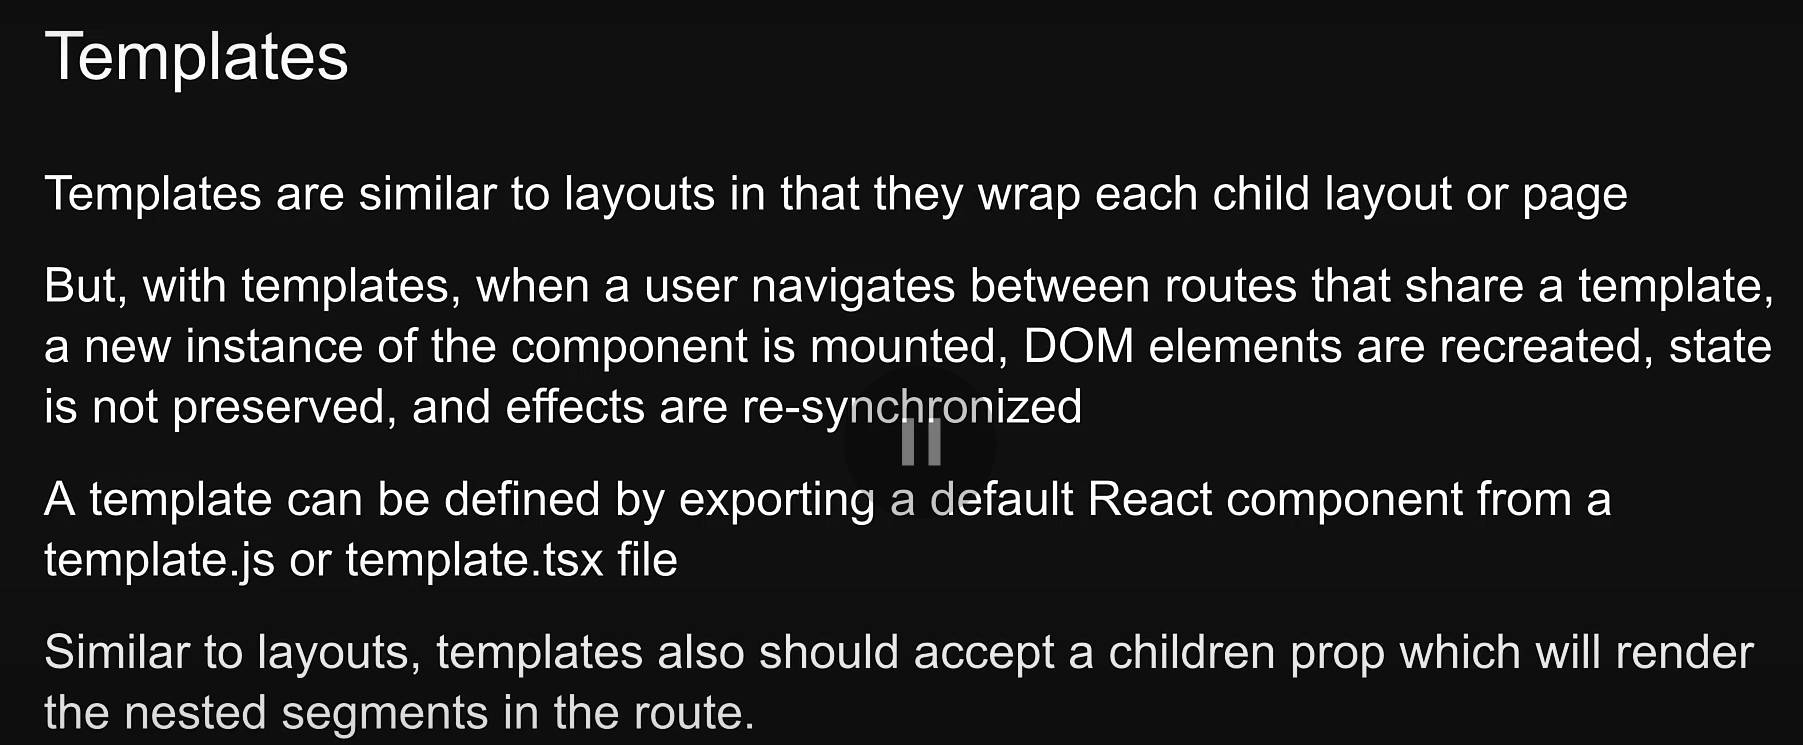 Templates
Templates are similar to layouts in that they wrap each child layout or page
But, with templates, when a user navigates between routes that share a template,
a new instance of the component is mounted, DOM elements are recreated, state
is not preserved, and effects are re-synchronized
A template can be defined by exporting a default React component from a
template.js or template.tsx file
Similar to layouts, templates also should accept a children prop which will render
the nested segments in the route.